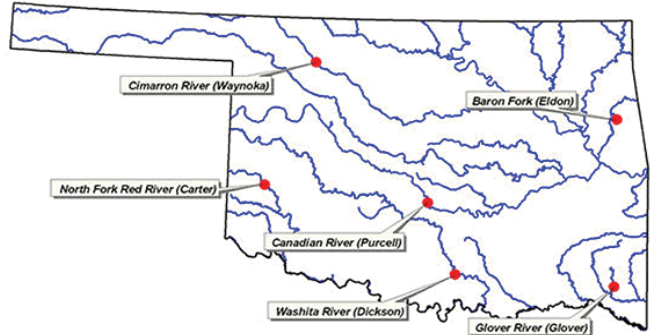 Cimarron River (Waynoka)
Baron Fork (Eldon)
North Fork Red River (Carter)
Canadian River (Purcell)
Washita River (Dickson)
Glover River (Glover)